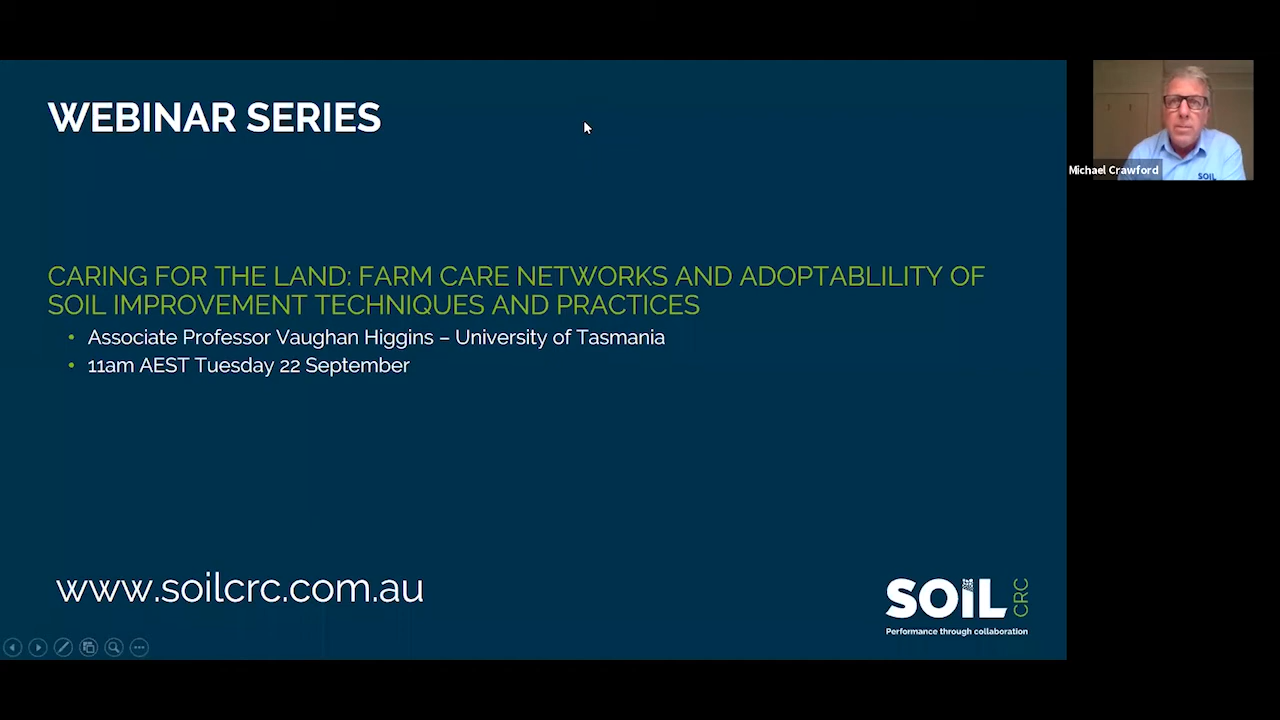 WEBINAR SERIES
CARING FOR THE LAND: FARM CARE NETWORKS AND ADOPTABLILITY OF
SOIL IMPROVEMENT TECHNIQUES AND PRACTICES
• Associate Professor Vaughan Higgins – University of Tasmania
• 11am AEST Tuesday 22 September
www.soilcrc.com.au
SOIL CRC
Performance through collaboration
Michael Crawford
SOIL